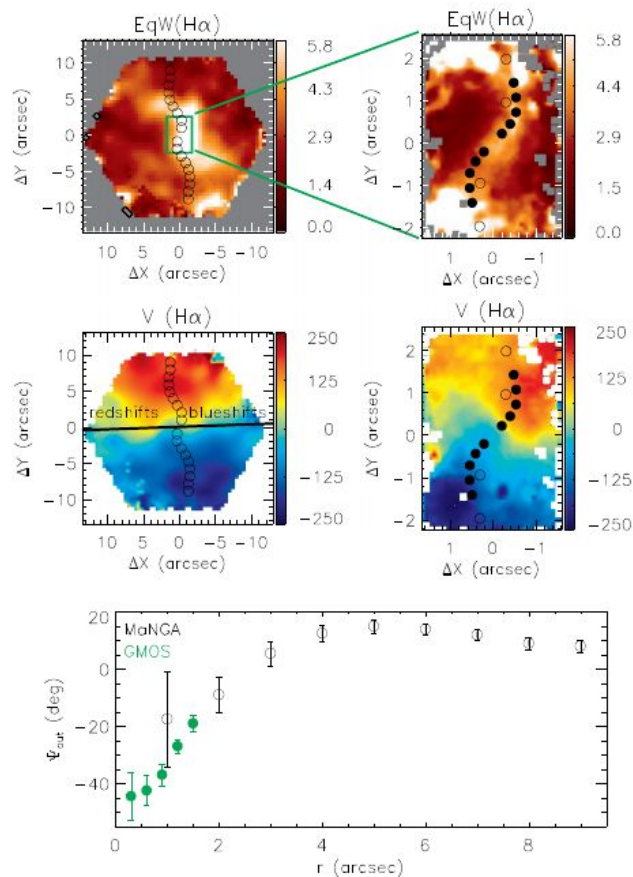 EqW(Hα) EqW(Hα)
10
5
0
−5
−10
ΔY (arcsec)
10 5 0 −5 −10
ΔX (arcsec)
5.8
4.3
2.9
1.4
0.0
2
1
0
−1
−2
ΔY (arcsec)
1 0 −1
ΔX (arcsec)
5.8
4.3
2.9
1.4
0.0
V (Hα) V (Hα)
10
5
0
−5
−10
ΔY (arcsec)
redshifts blueshifts
10 5 0 −5 −10
ΔX (arcsec)
250
125
0
−125
−250
2
1
0
−1
−2
ΔY (arcsec)
1 0 −1
ΔX (arcsec)
250
125
0
−125
−250
MaNGA
GMOS
20
0
−20
−40
Ψout (deg)
0 2 4 6 8
r (arcsec)